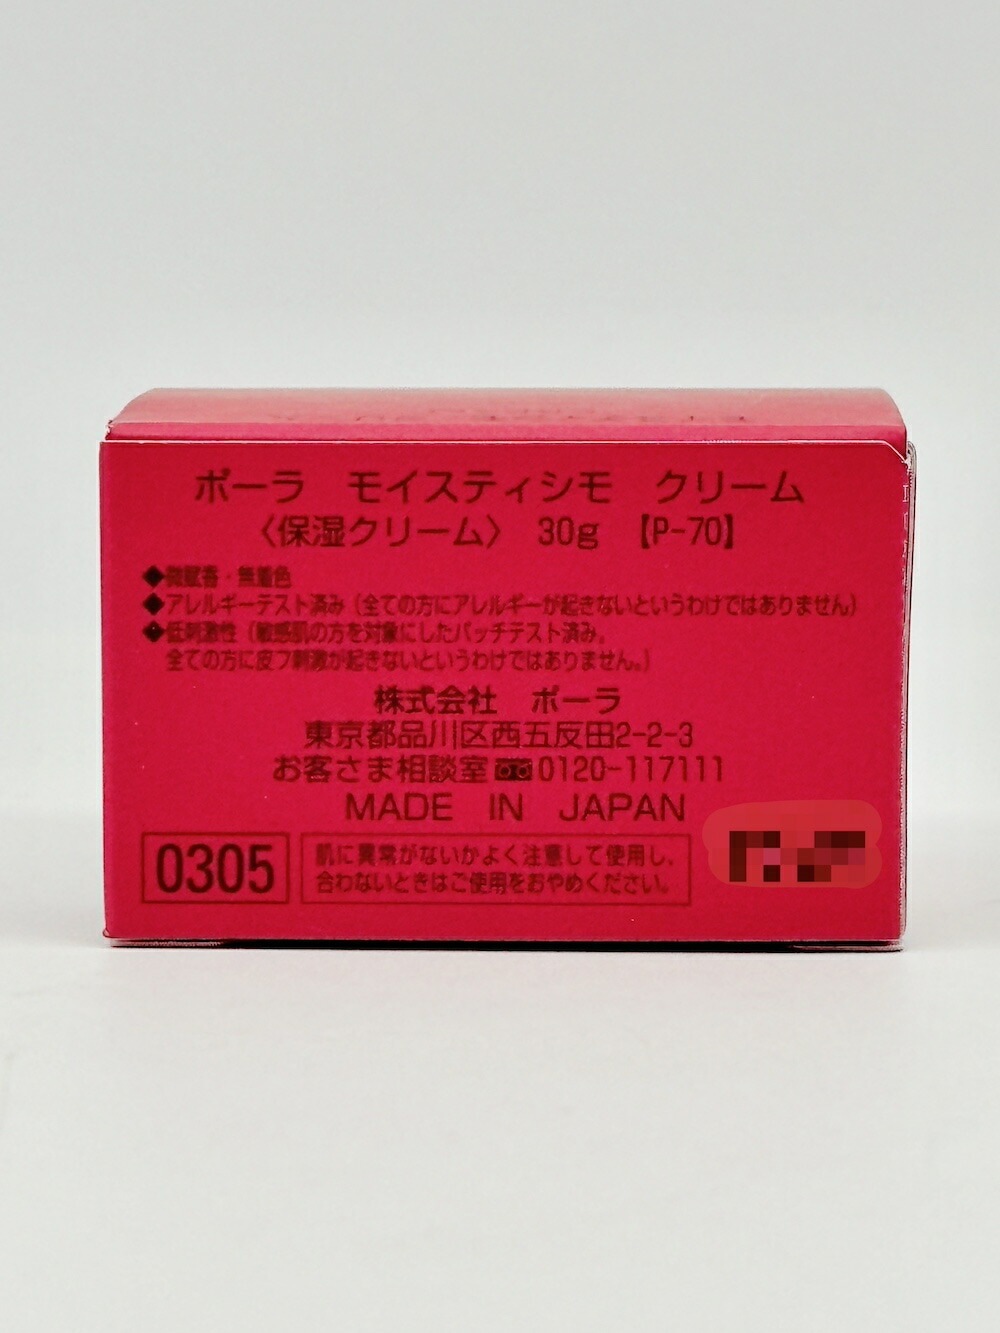 ポーラ モイスティシモ クリーム
〈保湿クリーム〉 30g 【P-70】
◆微賦香・無着色
◆アレルギーテスト済み（全ての方にアレルギーが起きないというわけではありません）
◆低刺激性（敏感肌の方を対象にしたパッチテスト済み。
全ての方に皮フ刺激が起きないというわけではありません。）
株式会社 ポーラ
東京都品川区西五反田2-2-3
お客さま相談室 0120-117111
MADE IN JAPAN
0305
肌に異常がないかよく注意して使用し、
合わないときはご使用をおやめください。